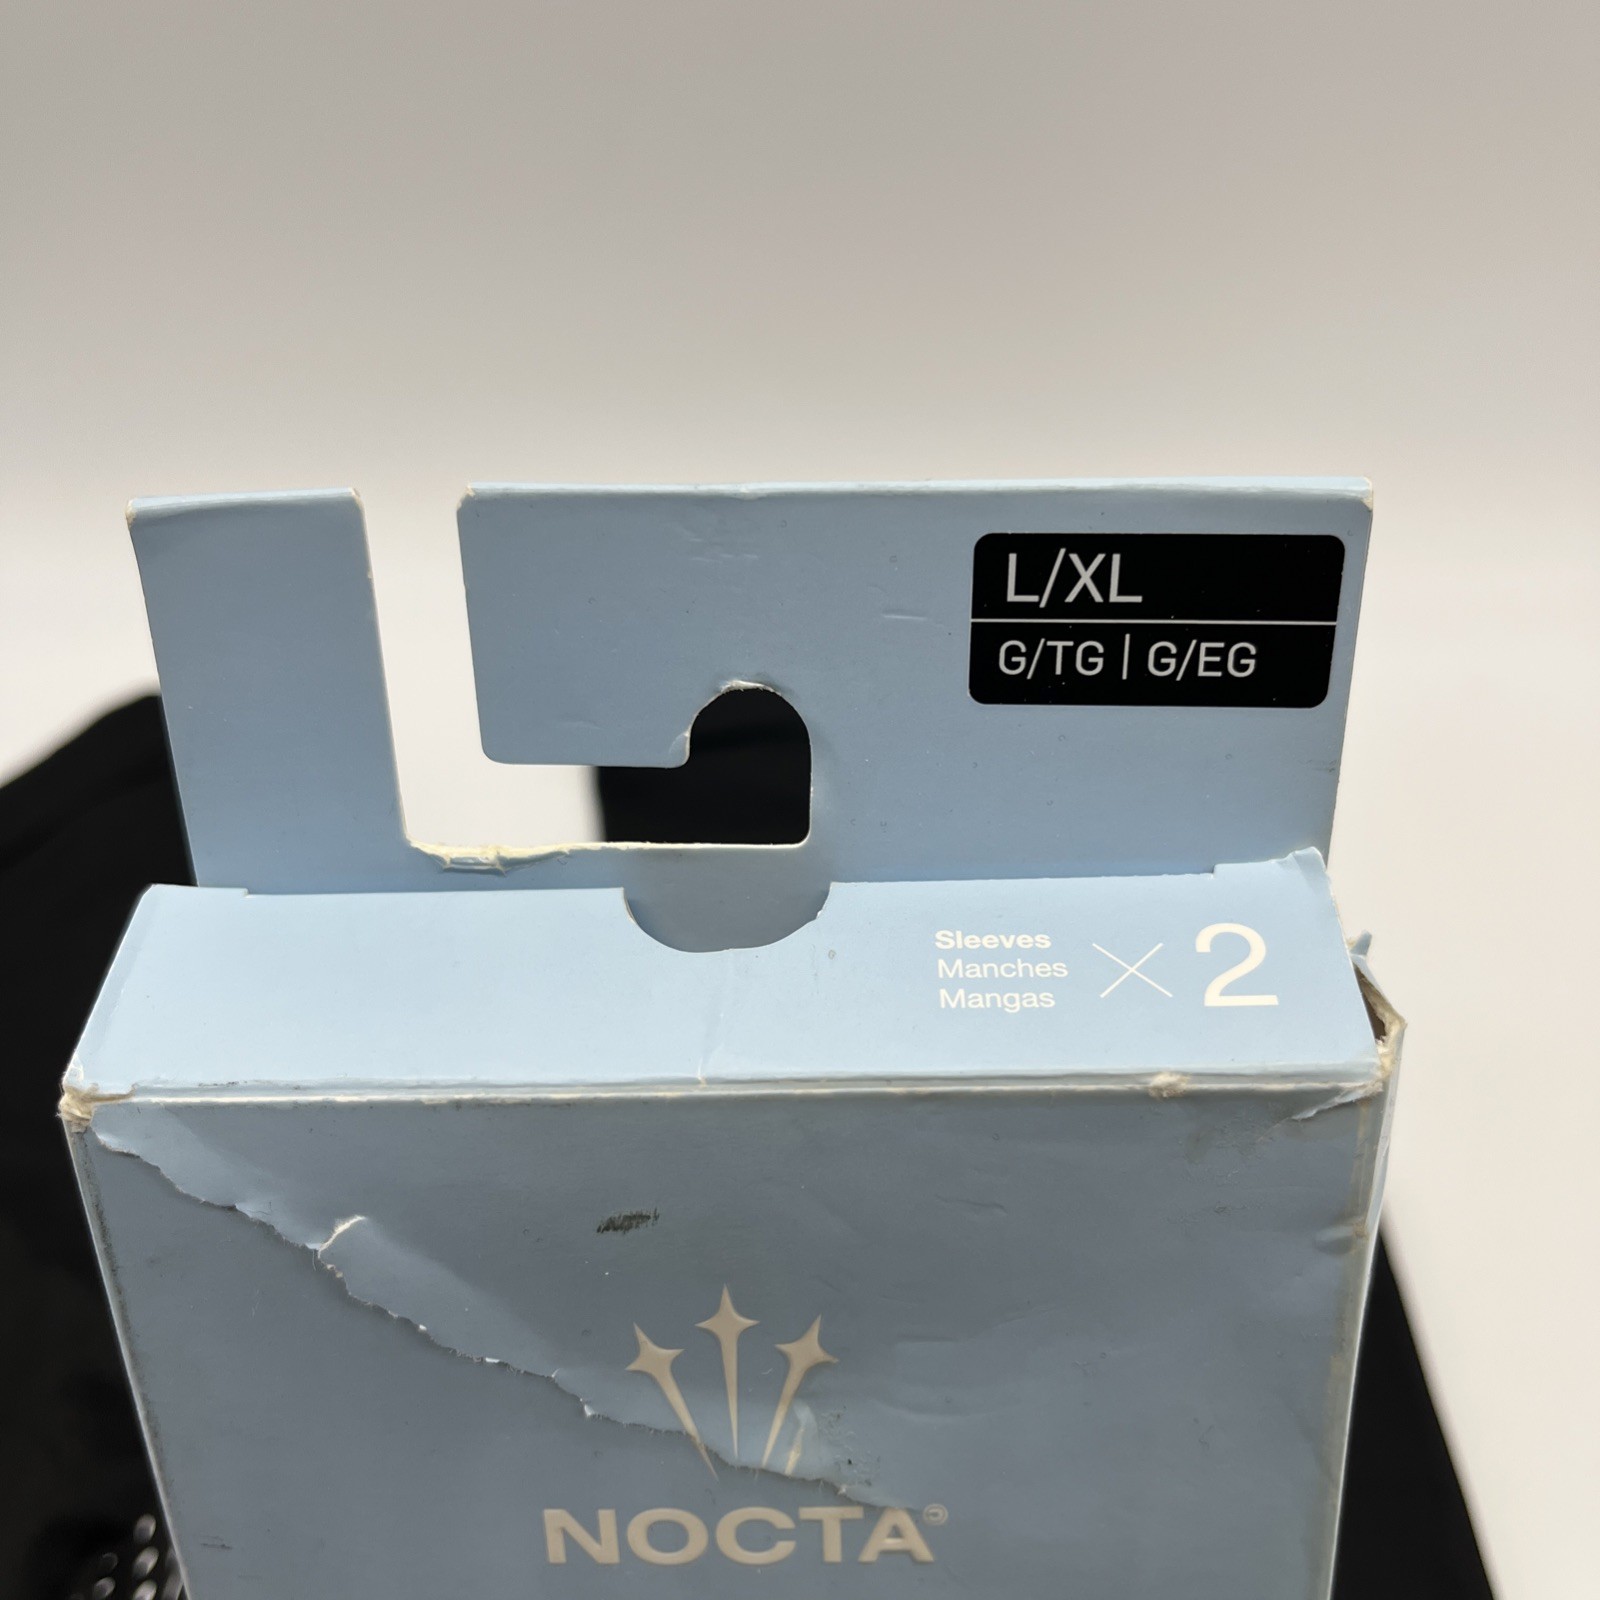 L/XL
G/TG | G/EG
Sleeves
Manches
Mangas
× 2
NOCTA©